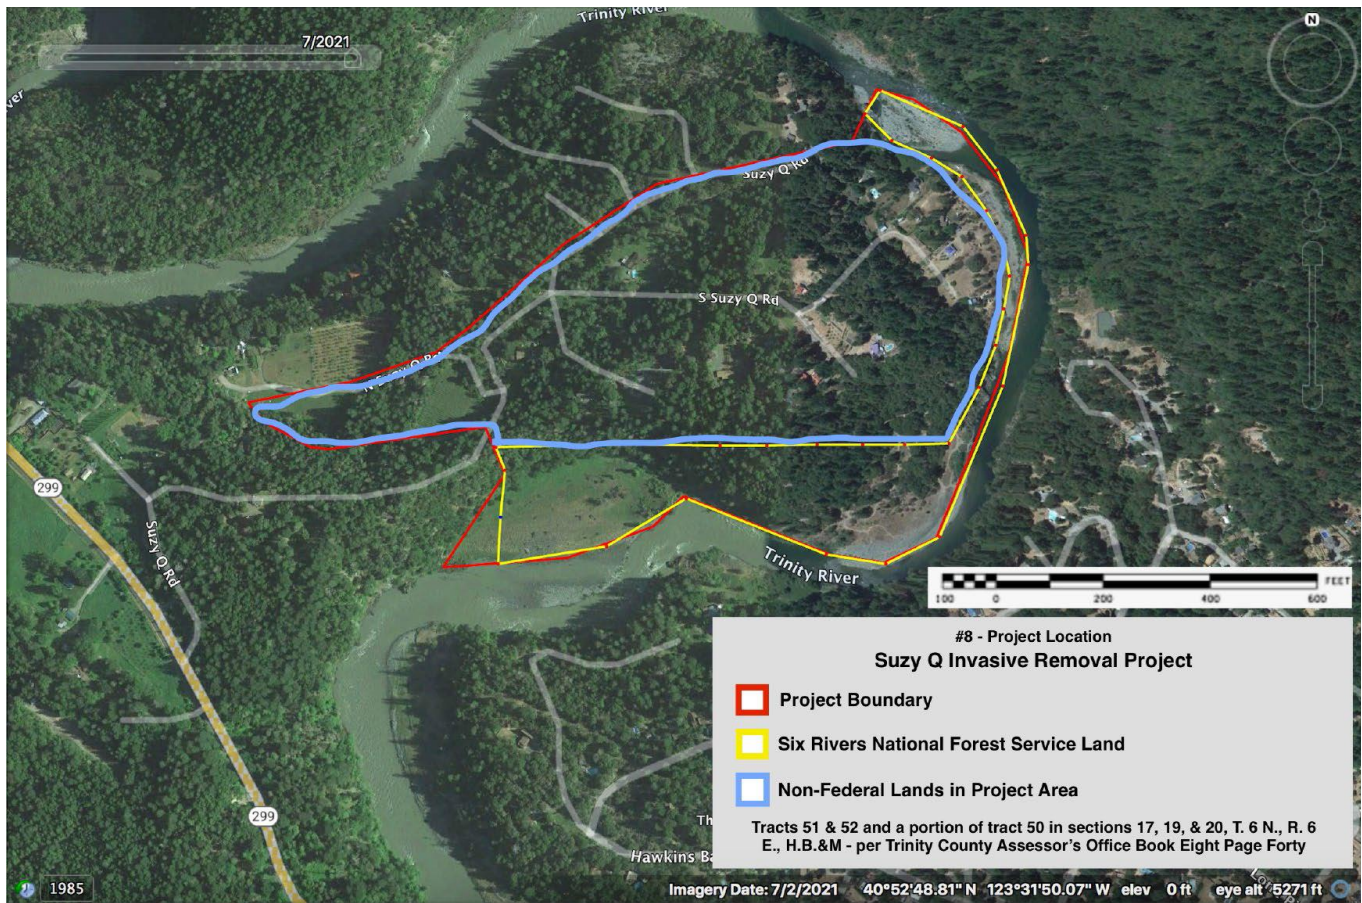 Trinity River
N
7/2021
Suzy Q Rd
S Suzy Q Rd
N Suzy Q Rd
299
Suzy Q Rd
Trinity River
FEET
100 0 200 400 600
#8 - Project Location
Suzy Q Invasive Removal Project
Project Boundary
Six Rivers National Forest Service Land
Non-Federal Lands in Project Area
Tracts 51 & 52 and a portion of tract 50 in sections 17, 19, & 20, T. 6 N., R. 6
E., H.B.&M - per Trinity County Assessor's Office Book Eight Page Forty
299
Hawkins Ba
1985
Imagery Date: 7/2/2021 40°52'48.81" N 123°31'50.07" W elev 0 ft eye alt 5271 ft